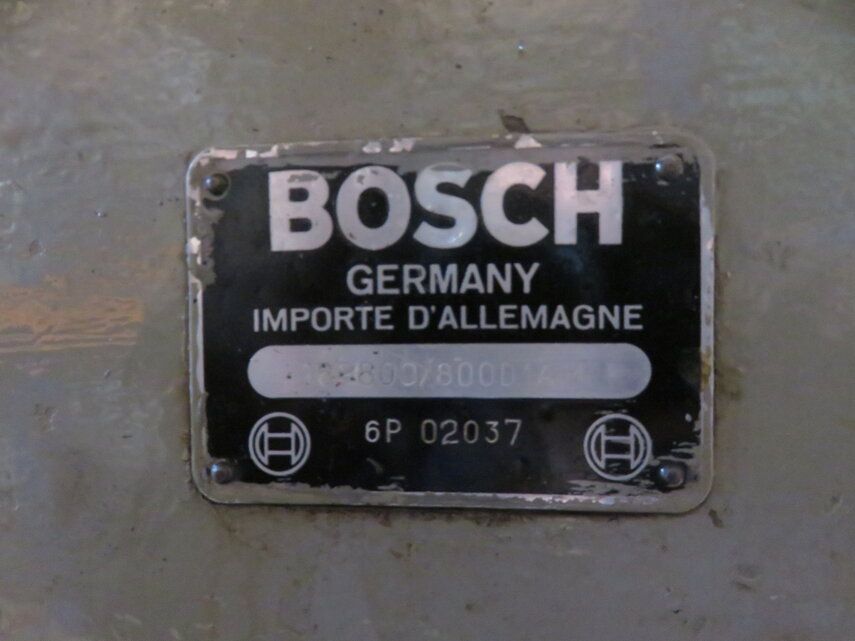 BOSCH
GERMANY
IMPORTE D'ALLEMAGNE
6P 02037